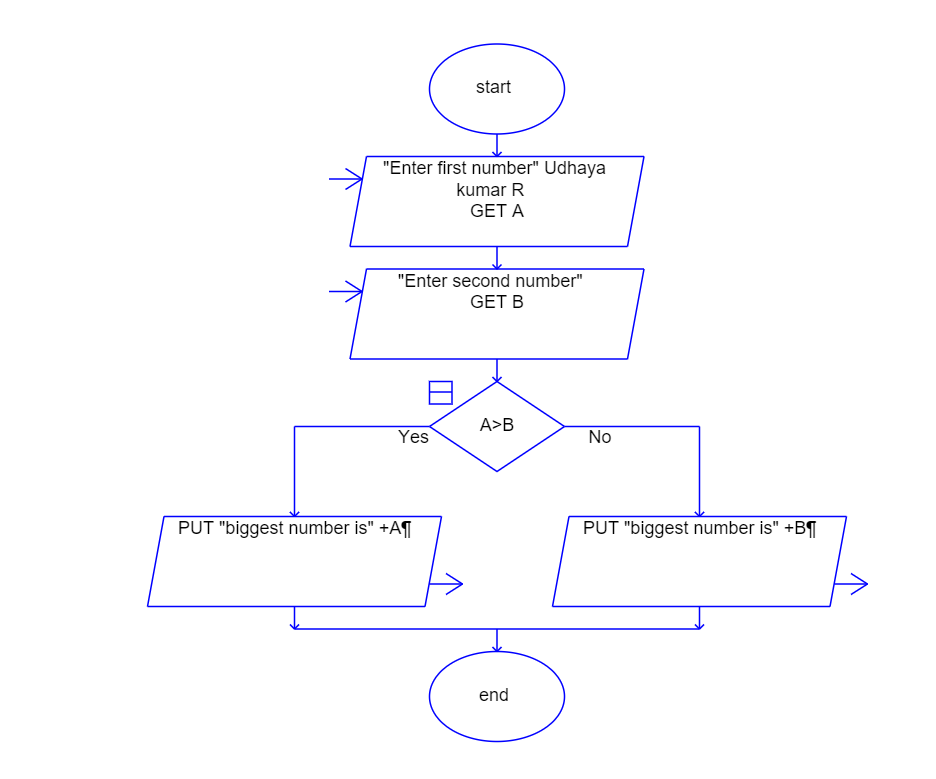 start
"Enter first number" Udhaya
kumar R
GET A
"Enter second number"
GET B
A>B
Yes
No
PUT "biggest number is" +A¶
PUT "biggest number is" +B¶
end